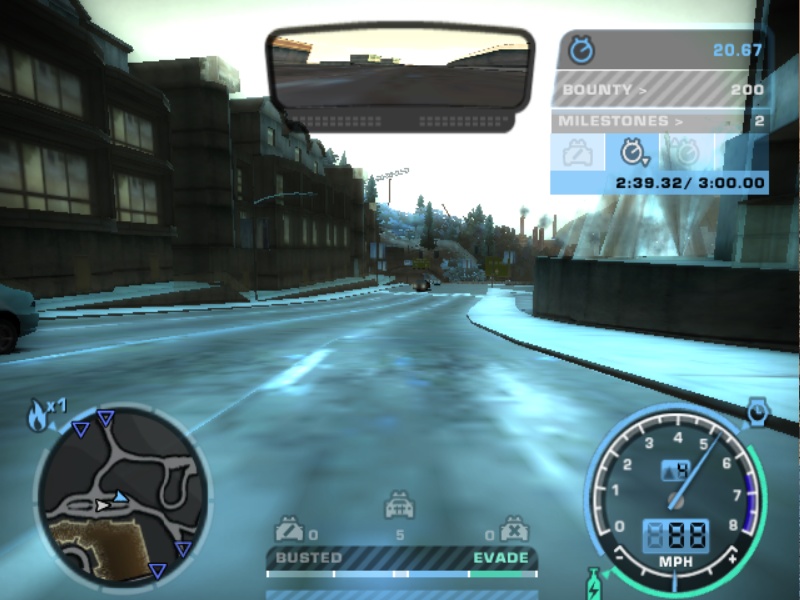 20.67
BOUNTY > 200
MILESTONES > 2
2:39.32/ 3:00.00
x1
0 1 2 3 4 5 6 7 8
4
88
MPH
0 5 0
BUSTED EVADE